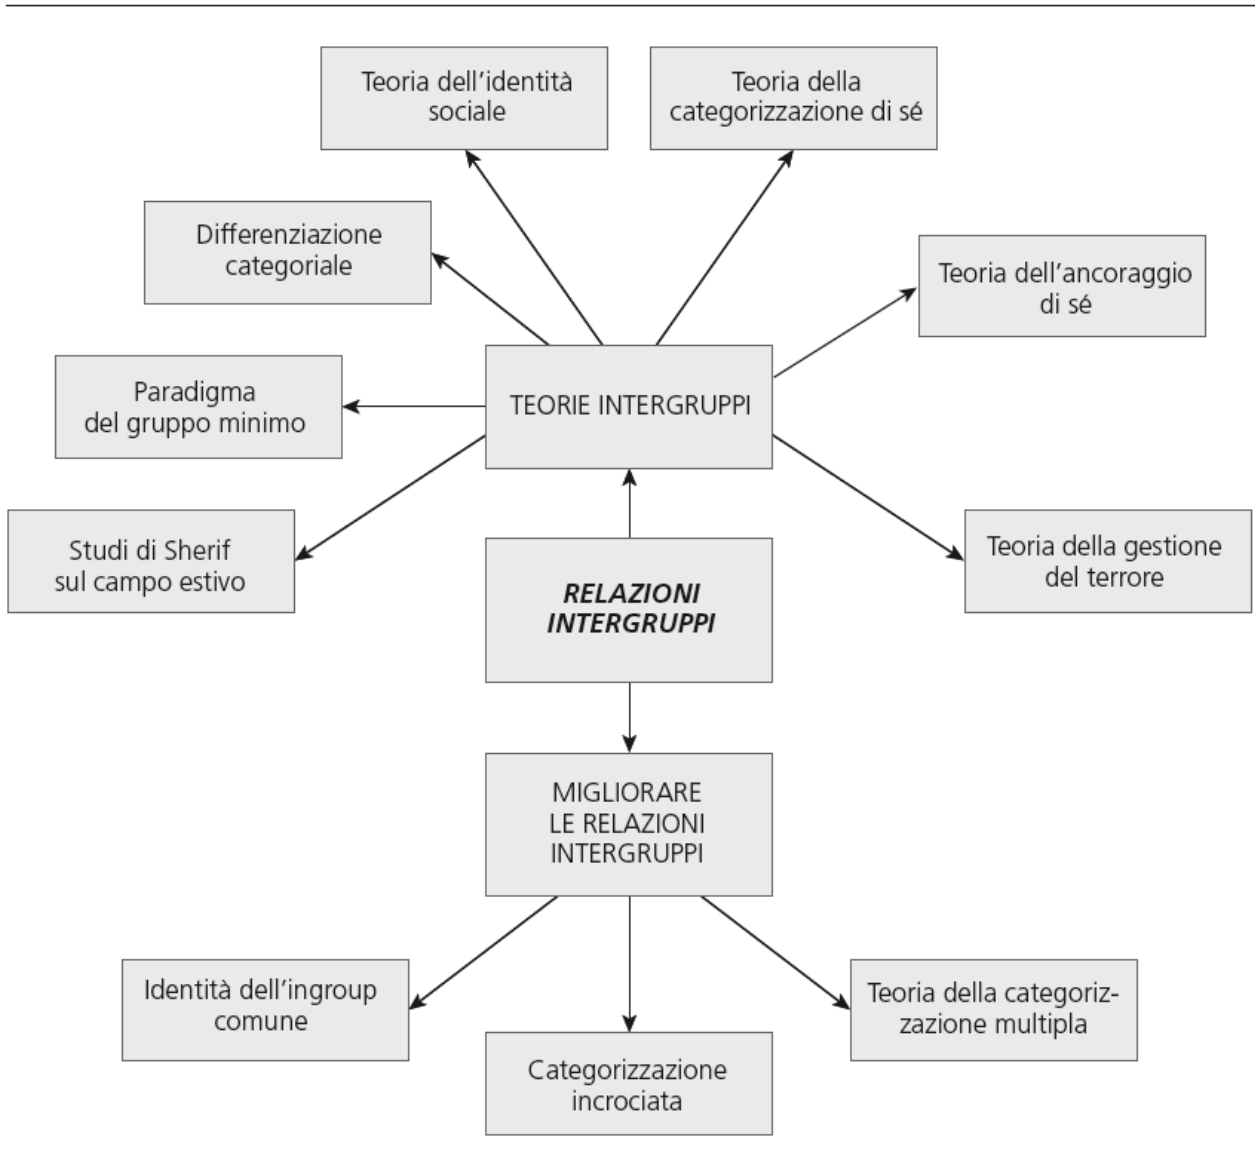 Teoria dell'identità
sociale
Teoria della
categorizzazione di sé
Differenziazione
categoriale
Teoria dell'ancoraggio
di sé
Paradigma
del gruppo minimo
TEORIE INTERGRUPPI
Studi di Sherif
sul campo estivo
Teoria della gestione
del terrore
RELAZIONI
INTERGRUPPI
MIGLIORARE
LE RELAZIONI
INTERGRUPPI
Identità dell'ingroup
comune
Categorizzazione
incrociata
Teoria della categoriz-
zazione multipla